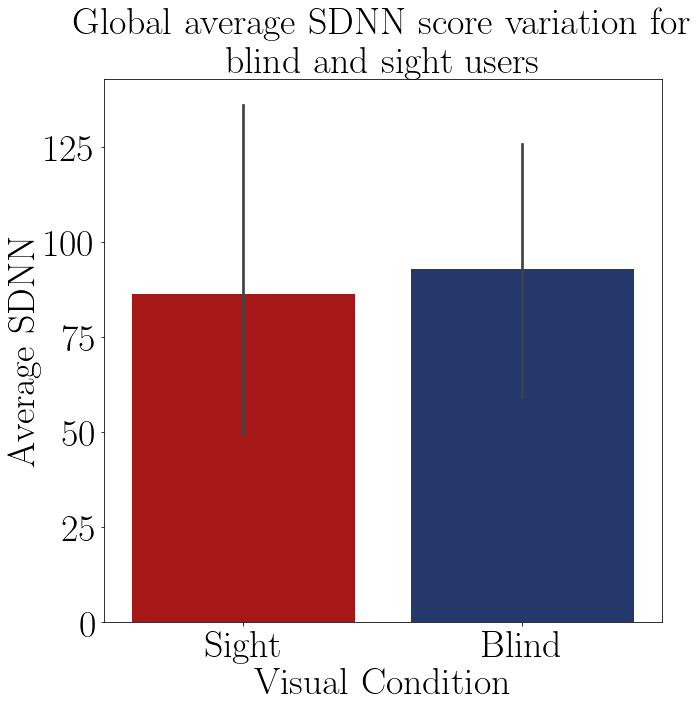 Global average SDNN score variation for
blind and sight users
Average SDNN
125
100
75
50
25
0
Sight
Blind
Visual Condition